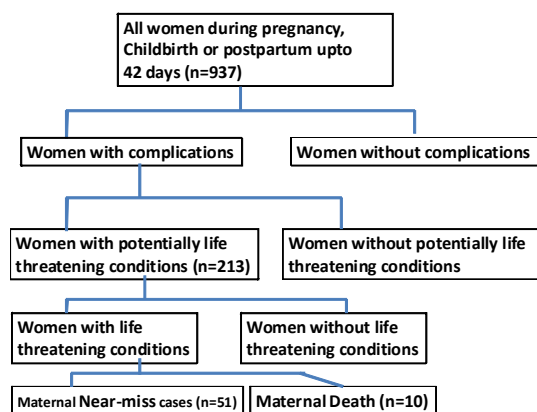 All women during pregnancy,
Childbirth or postpartum upto
42 days (n=937)
Women with complications
Women without complications
Women with potentially life
threatening conditions (n=213)
Women without potentially life
threatening conditions
Women with life
threatening conditions
Women without life
threatening conditions
Maternal Near-miss cases (n=51)
Maternal Death (n=10)